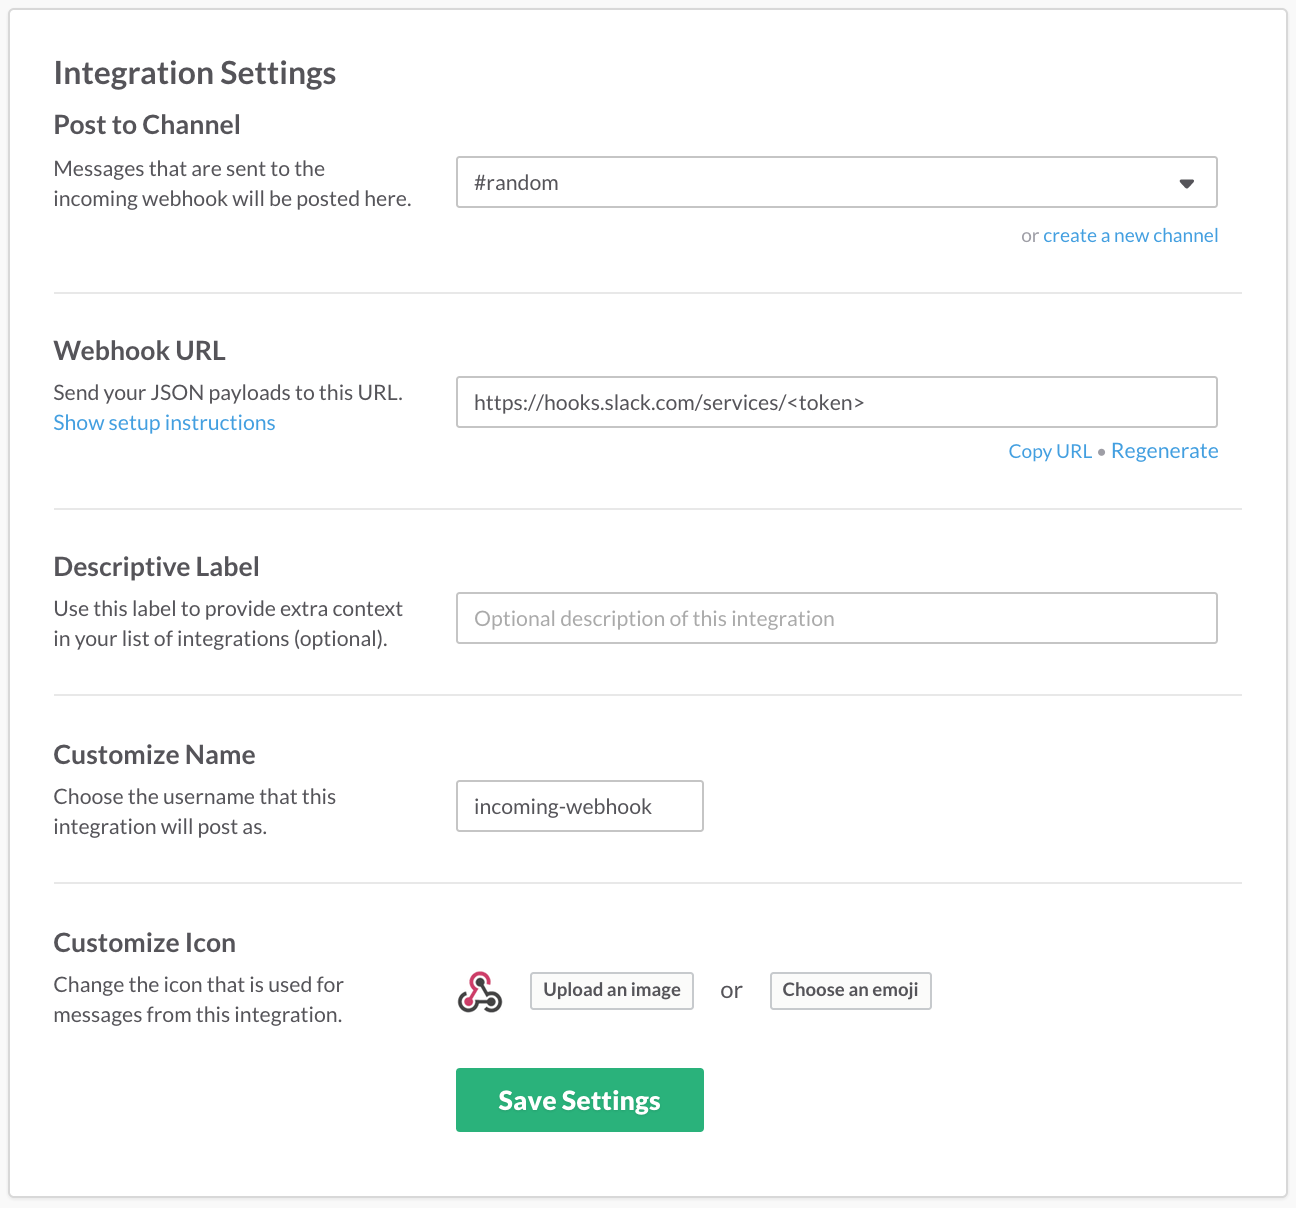 Integration Settings
Post to Channel
Messages that are sent to the
incoming webhook will be posted here.
#random
or create a new channel
Webhook URL
Send your JSON payloads to this URL.
Show setup instructions
https://hooks.slack.com/services/<token>
Copy URL • Regenerate
Descriptive Label
Use this label to provide extra context
in your list of integrations (optional).
Optional description of this integration
Customize Name
Choose the username that this
integration will post as.
incoming-webhook
Customize Icon
Change the icon that is used for
messages from this integration.
Upload an image or Choose an emoji
Save Settings